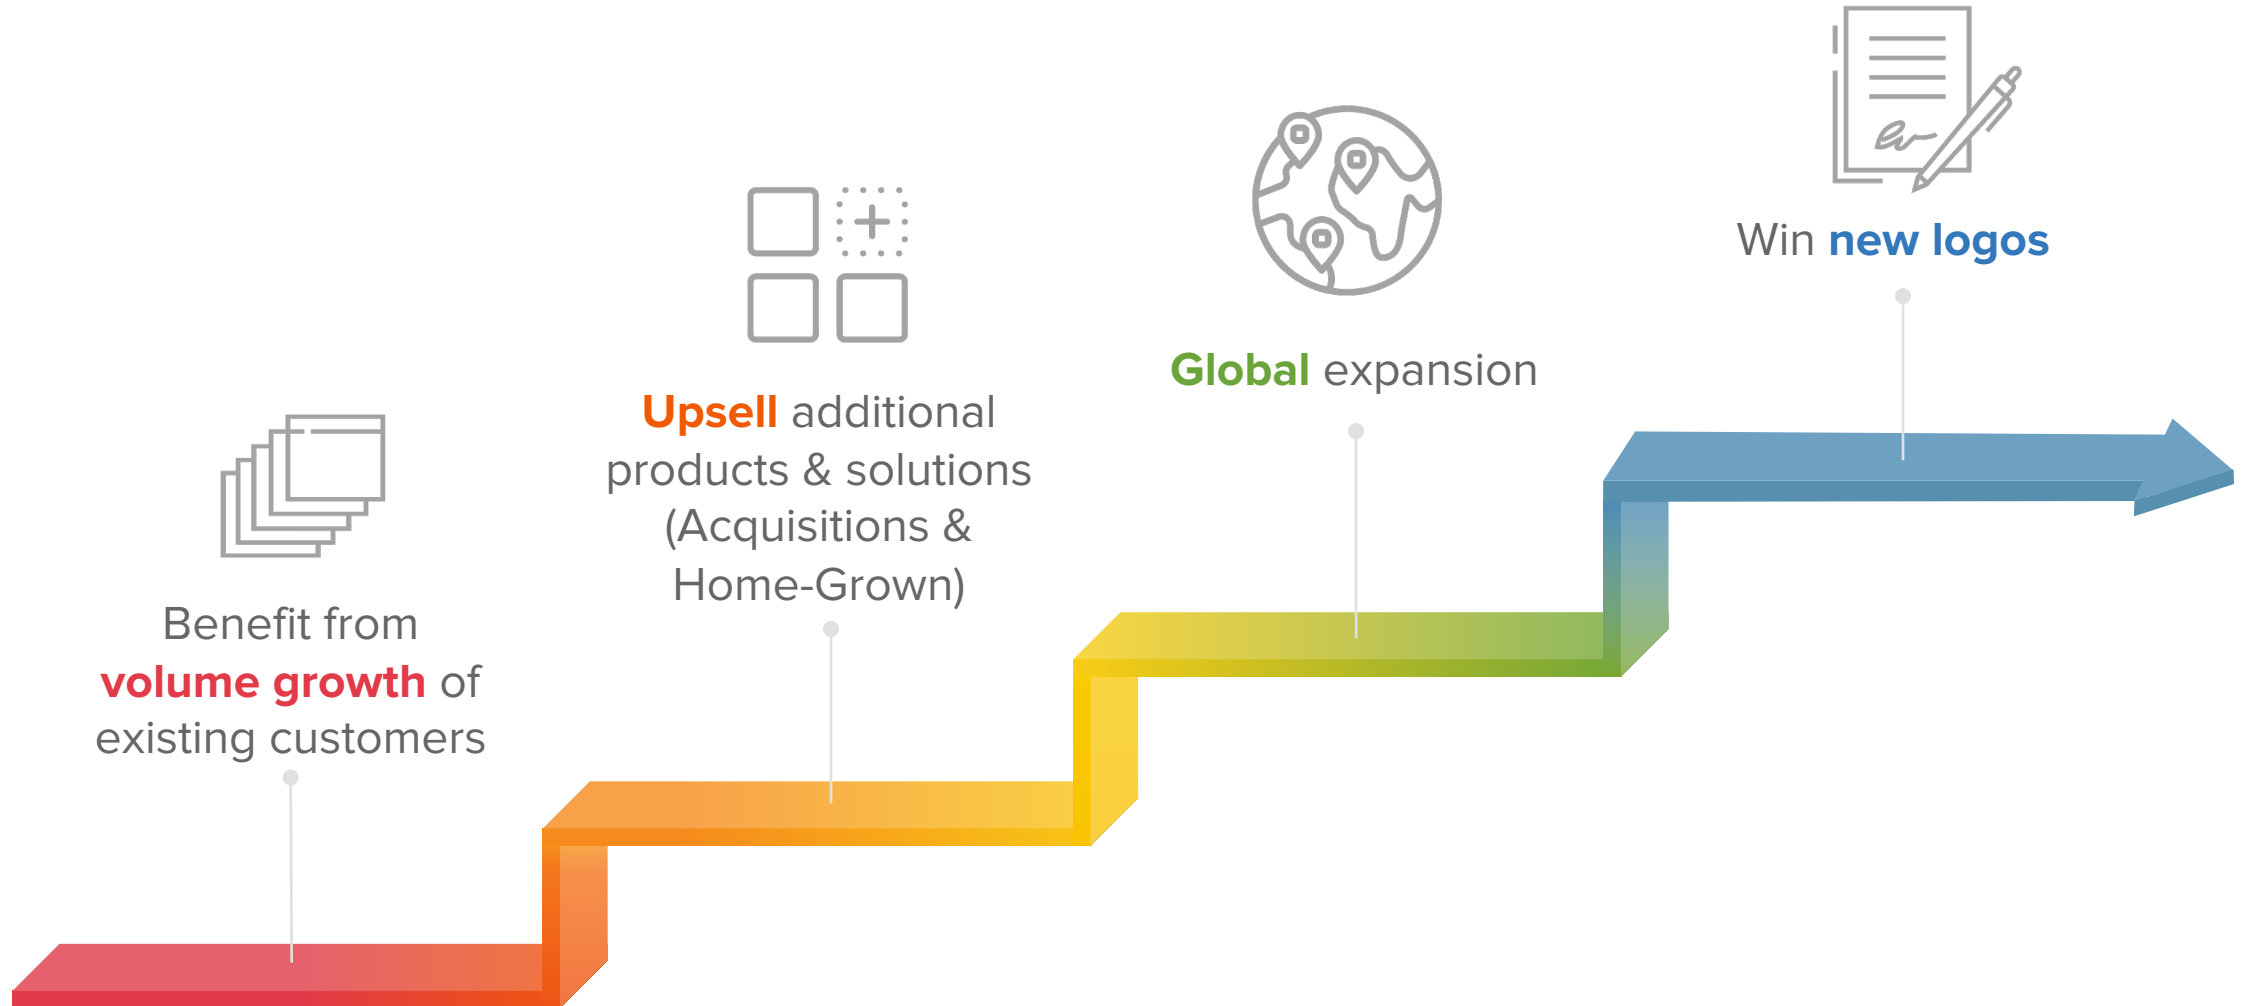 Benefit from
volume growth of
existing customers
Upsell additional
products & solutions
(Acquisitions &
Home-Grown)
Global expansion
Win new logos